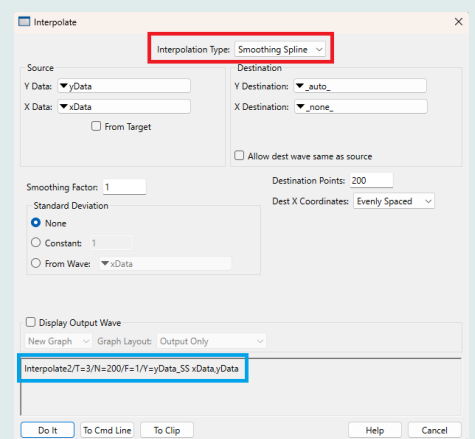 Interpolate
Interpolation Type: Smoothing Spline
Source
Destination
Y Data: yData
Y Destination: _auto_
X Data: xData
X Destination: _none_
From Target
Allow dest wave same as source
Smoothing Factor: 1
Destination Points: 200
Standard Deviation
Dest X Coordinates: Evenly Spaced
None
Constant: 1
From Wave: xData
Display Output Wave
New Graph Graph Layout: Output Only
Interpolate2/T=3/N=200/F=1/Y=yData_SS xData,yData
Do It To Cmd Line To Clip Help Cancel